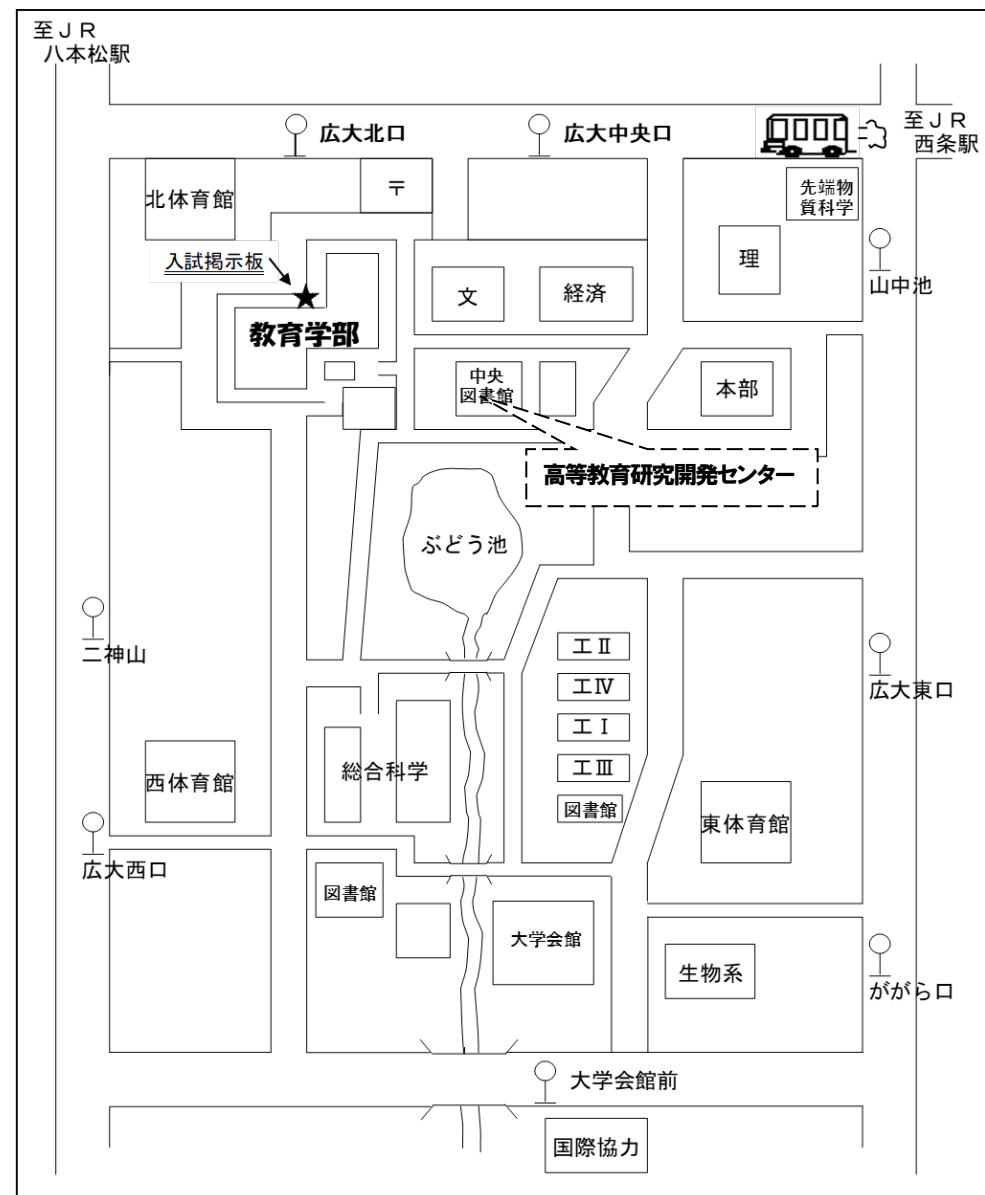 至ＪＲ
八本松駅
広大北口
広大中央口
至ＪＲ
西条駅
北体育館
〒
先端物
質科学
理
山中池
入試掲示板
文
経済
教育学部
中央
図書館
本部
高等教育研究開発センター
ぶどう池
二神山
工Ⅱ
工Ⅳ
工Ⅰ
工Ⅲ
図書館
広大東口
西体育館
総合科学
東体育館
広大西口
図書館
大学会館
生物系
ががら口
大学会館前
国際協力